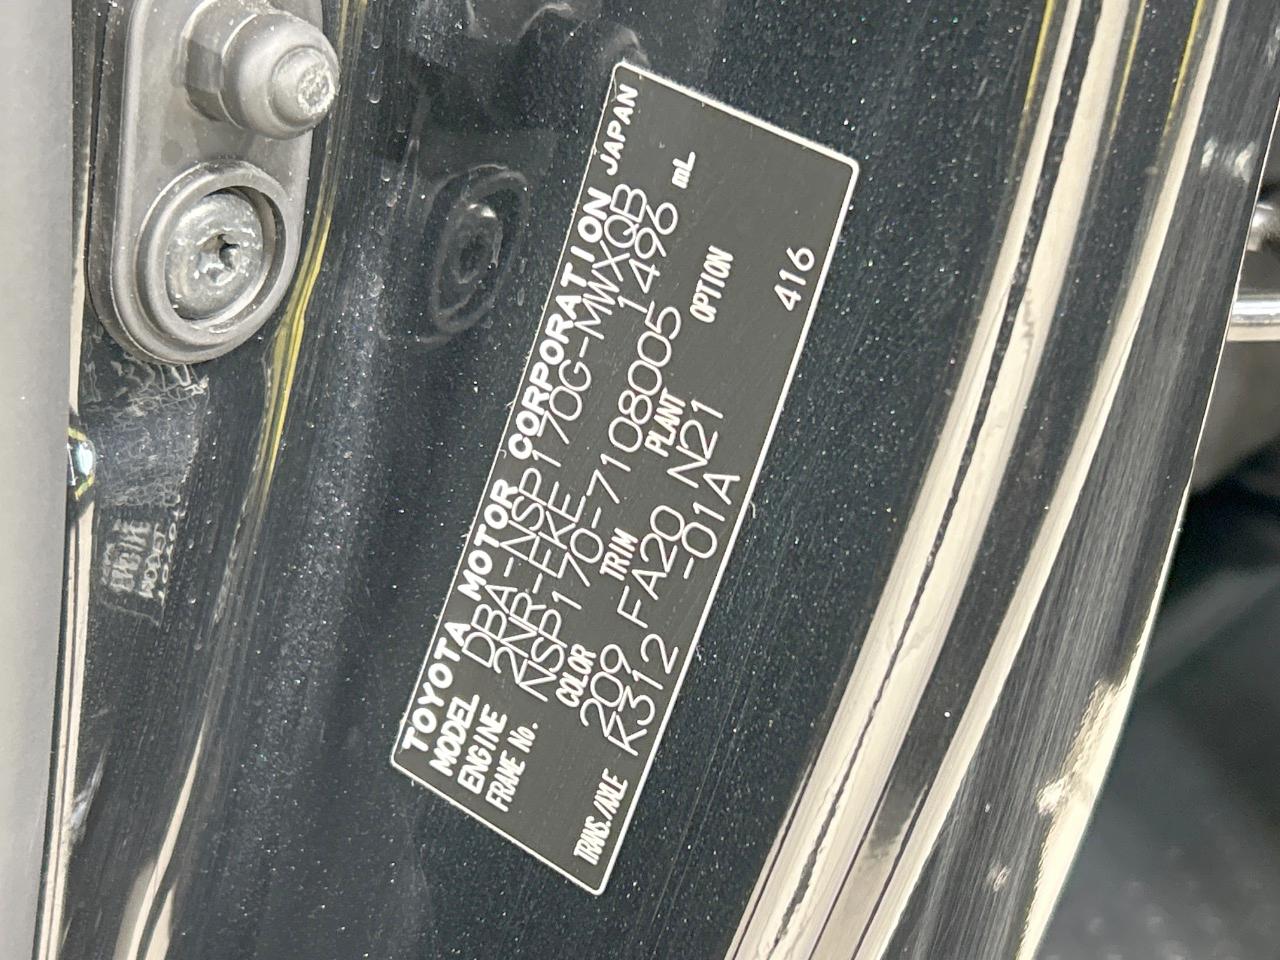 TOYOTA MOTOR CORPORATION JAPAN
MODEL DBA-NSP170G-MWXQB
ENGINE 2NR-FKE 1496 mL
FRAME No. NSP170-7108005
COLOR TRIM PLANT OPTION
209 FA20 N21
TRANS./AXLE K312 -01A 416